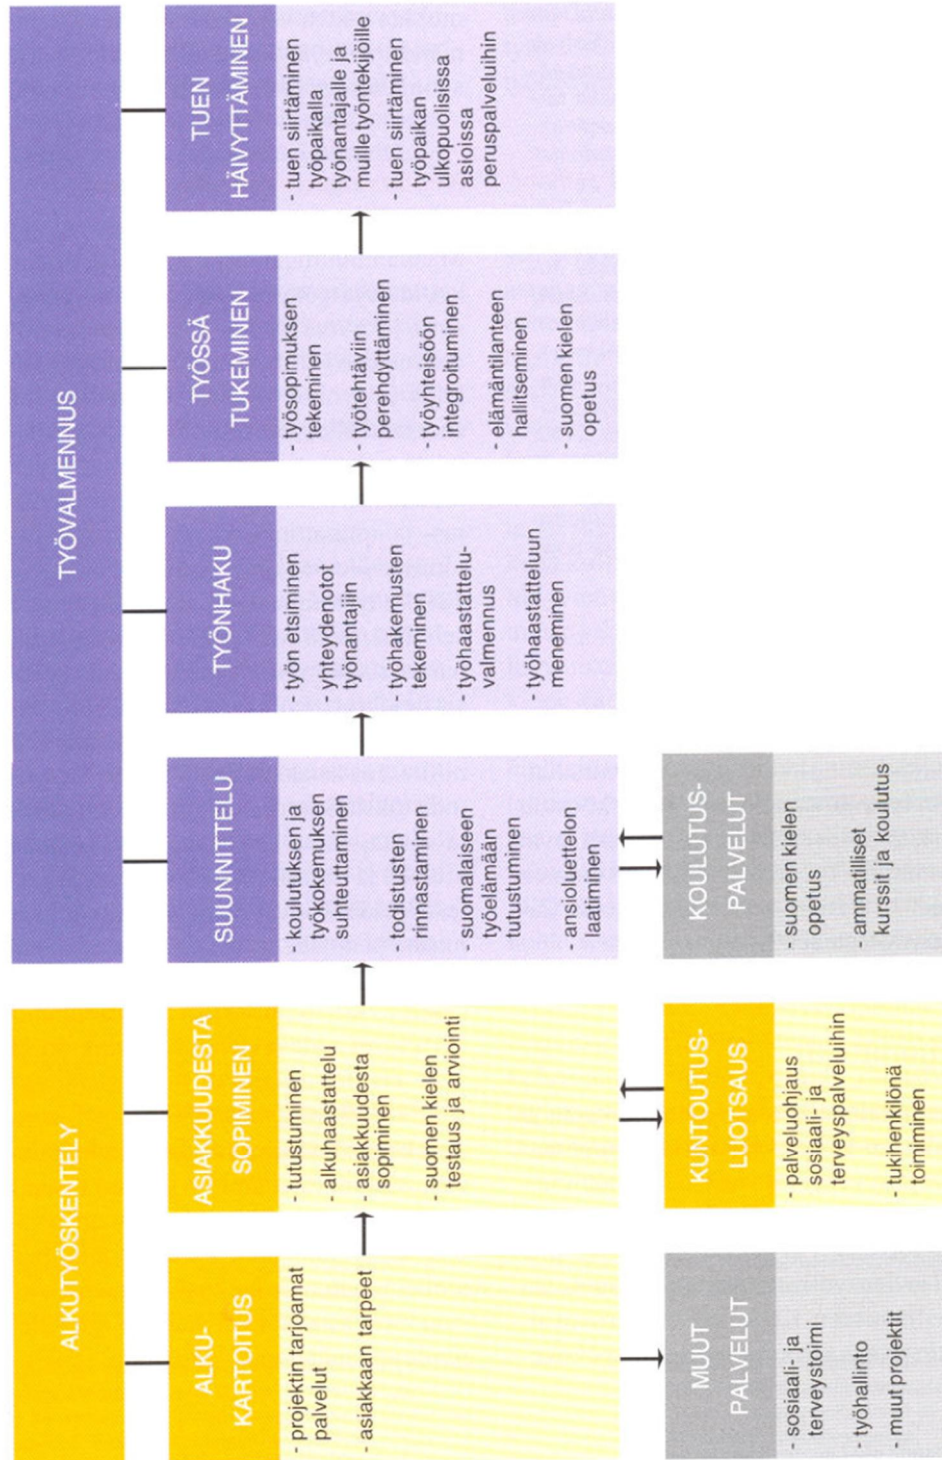 ALKUTYÖSKENTELY
TYÖVALMENNUS
ALKU-
KARTOITUS
- projektin tarjoamat
palvelut
- asiakkaan tarpeet
ASIAKKUUDESTA
SOPIMINEN
- tutustuminen
- alkuhaastattelu
- asiakkuudesta
sopiminen
- suomen kielen
testaus ja arviointi
SUUNNITTELU
- koulutuksen ja
työkokemuksen
suhteuttaminen
- todistusten
rinnastaminen
- suomalaiseen
työelämään
tutustuminen
- ansioluettelon
laatiminen
TYÖNHAKU
- työn etsiminen
- yhteydenotot
työnantajiin
- työhakemusten
tekeminen
- työhaastattelu-
valmennus
- työhaastatteluun
meneminen
TYÖSSÄ
TUKEMINEN
- työsopimuksen
tekeminen
- työtehtäviin
perehdyttäminen
- työyhteisöön
integroituminen
- elämäntilanteen
hallitseminen
- suomen kielen
opetus
TUEN
HÄIVYTTÄMINEN
- tuen siirtäminen
työpaikalla
työnantajalle ja
muille työntekijöille
- tuen siirtäminen
työpaikan
ulkopuolisissa
asioissa
peruspalveluihin
MUUT
PALVELUT
- sosiaali- ja
terveystoimi
- työhallinto
- muut projektit
KUNTOUTUS-
LUOTSAUS
- palveluohjaus
sosiaali- ja
terveyspalveluihin
- tukihenkilönä
toimiminen
KOULUTUS-
PALVELUT
- suomen kielen
opetus
- ammatilliset
kurssit ja koulutus